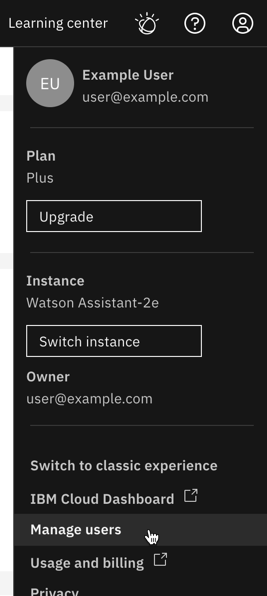 Learning center
EU
Example User
user@example.com
Plan
Plus
Upgrade
Instance
Watson Assistant-2e
Switch instance
Owner
user@example.com
Switch to classic experience
IBM Cloud Dashboard
Manage users
Usage and billing
Privacy